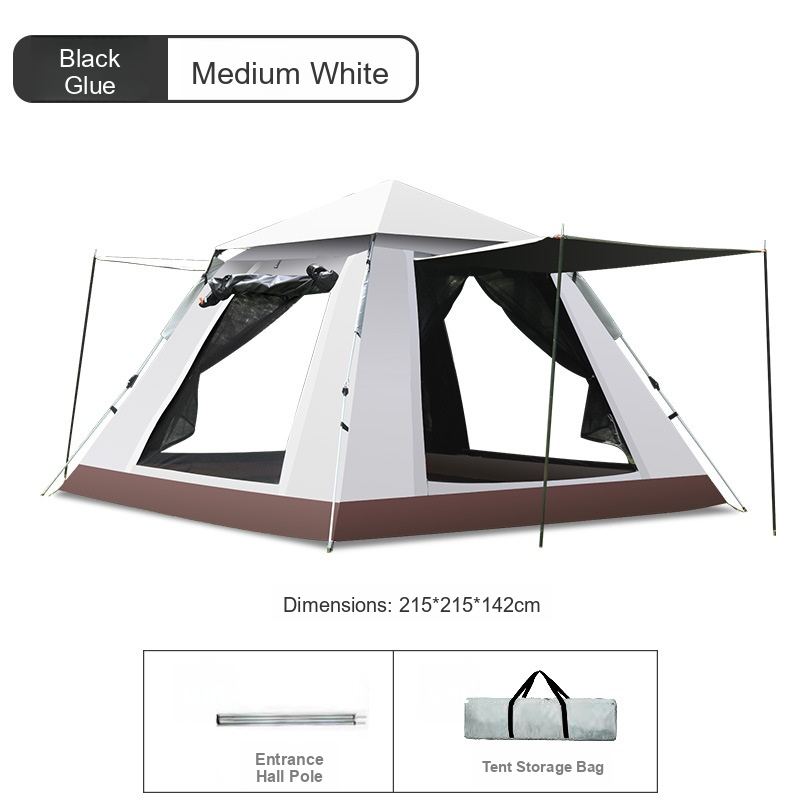 Black
Glue
Medium White
Dimensions: 215*215*142cm
Entrance
Hall Pole
Tent Storage Bag